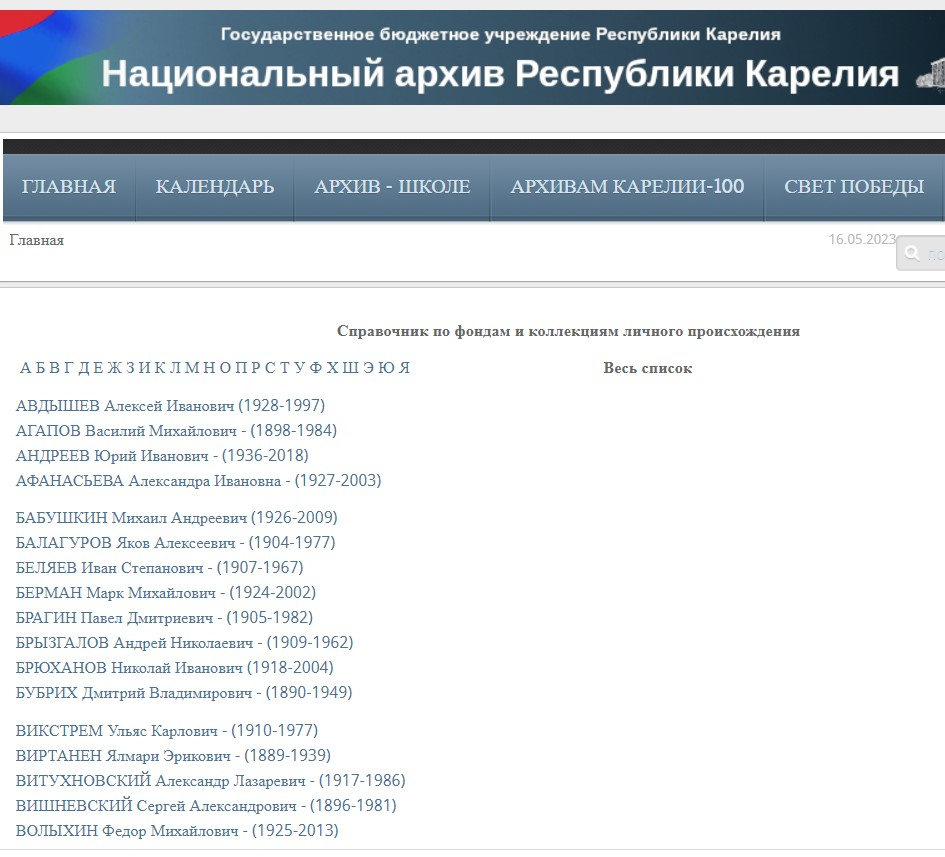 Государственное бюджетное учреждение Республики Карелия
Национальный архив Республики Карелия
ГЛАВНАЯ КАЛЕНДАРЬ АРХИВ - ШКОЛЕ АРХИВАМ КАРЕЛИИ-100 СВЕТ ПОБЕДЫ
Главная 16.05.2023
Справочник по фондам и коллекциям личного происхождения
А Б В Г Д Е Ж З И К Л М Н О П Р С Т У Ф Х Ш Э Ю Я Весь список
АВДЫШЕВ Алексей Иванович (1928-1997)
АГАПОВ Василий Михайлович - (1898-1984)
АНДРЕЕВ Юрий Иванович - (1936-2018)
АФАНАСЬЕВА Александра Ивановна - (1927-2003)
БАБУШКИН Михаил Андреевич (1926-2009)
БАЛАГУРОВ Яков Алексеевич - (1904-1977)
БЕЛЯЕВ Иван Степанович - (1907-1967)
БЕРМАН Марк Михайлович - (1924-2002)
БРАГИН Павел Дмитриевич - (1905-1982)
БРЫЗГАЛОВ Андрей Николаевич - (1909-1962)
БРЮХАНОВ Николай Иванович (1918-2004)
БУБРИХ Дмитрий Владимирович - (1890-1949)
ВИКСТРЕМ Ульяс Карлович - (1910-1977)
ВИРТАНЕН Ялмари Эрикович - (1889-1939)
ВИТУХНОВСКИЙ Александр Лазаревич - (1917-1986)
ВИШНЕВСКИЙ Сергей Александрович - (1896-1981)
ВОЛЫХИН Федор Михайлович - (1925-2013)